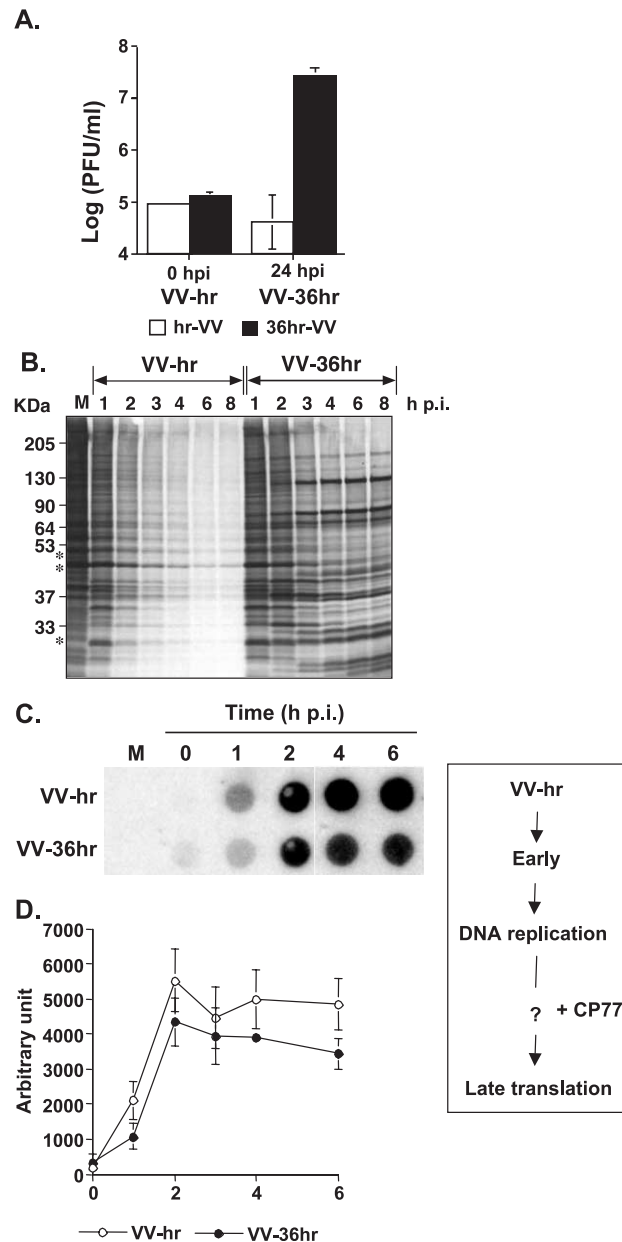 A.
8
7
6
5
4
Log (PFU/ml)
0 hpi 24 hpi
VV-hr VV-36hr
hr-VV 36hr-VV
B.
VV-hr VV-36hr
KDa M 1 2 3 4 6 8 1 2 3 4 6 8 h p.i.
205
130
90
64
53
*
*
37
33
*
C.
Time (h p.i.)
M 0 1 2 4 6
VV-hr
VV-36hr
VV-hr
Early
DNA replication
? + CP77
Late translation
D.
7000
6000
5000
4000
3000
2000
1000
0
Arbitrary unit
0 2 4 6
VV-hr VV-36hr